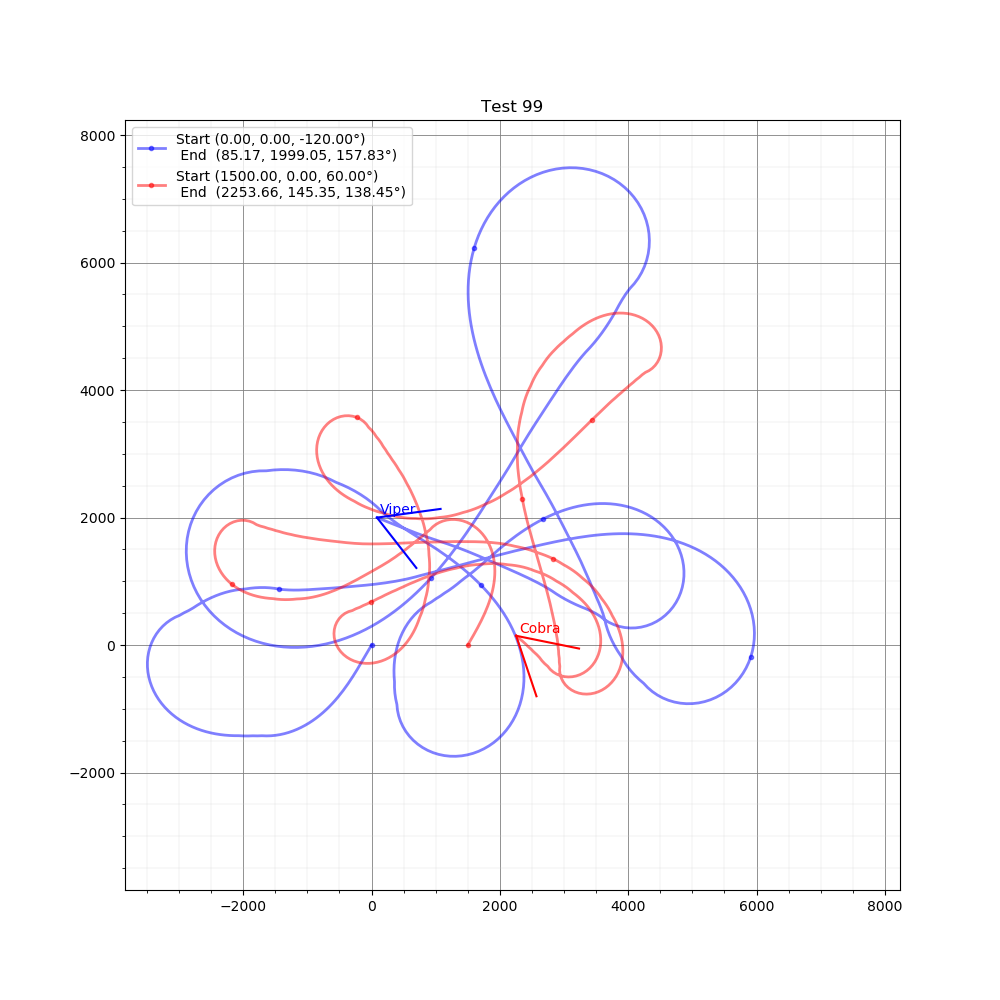 Test 99
Start (0.00, 0.00, -120.00°)
End (85.17, 1999.05, 157.83°)
Start (1500.00, 0.00, 60.00°)
End (2253.66, 145.35, 138.45°)
8000
6000
4000
2000
0
−2000
Viper
Cobra
−2000 0 2000 4000 6000 8000